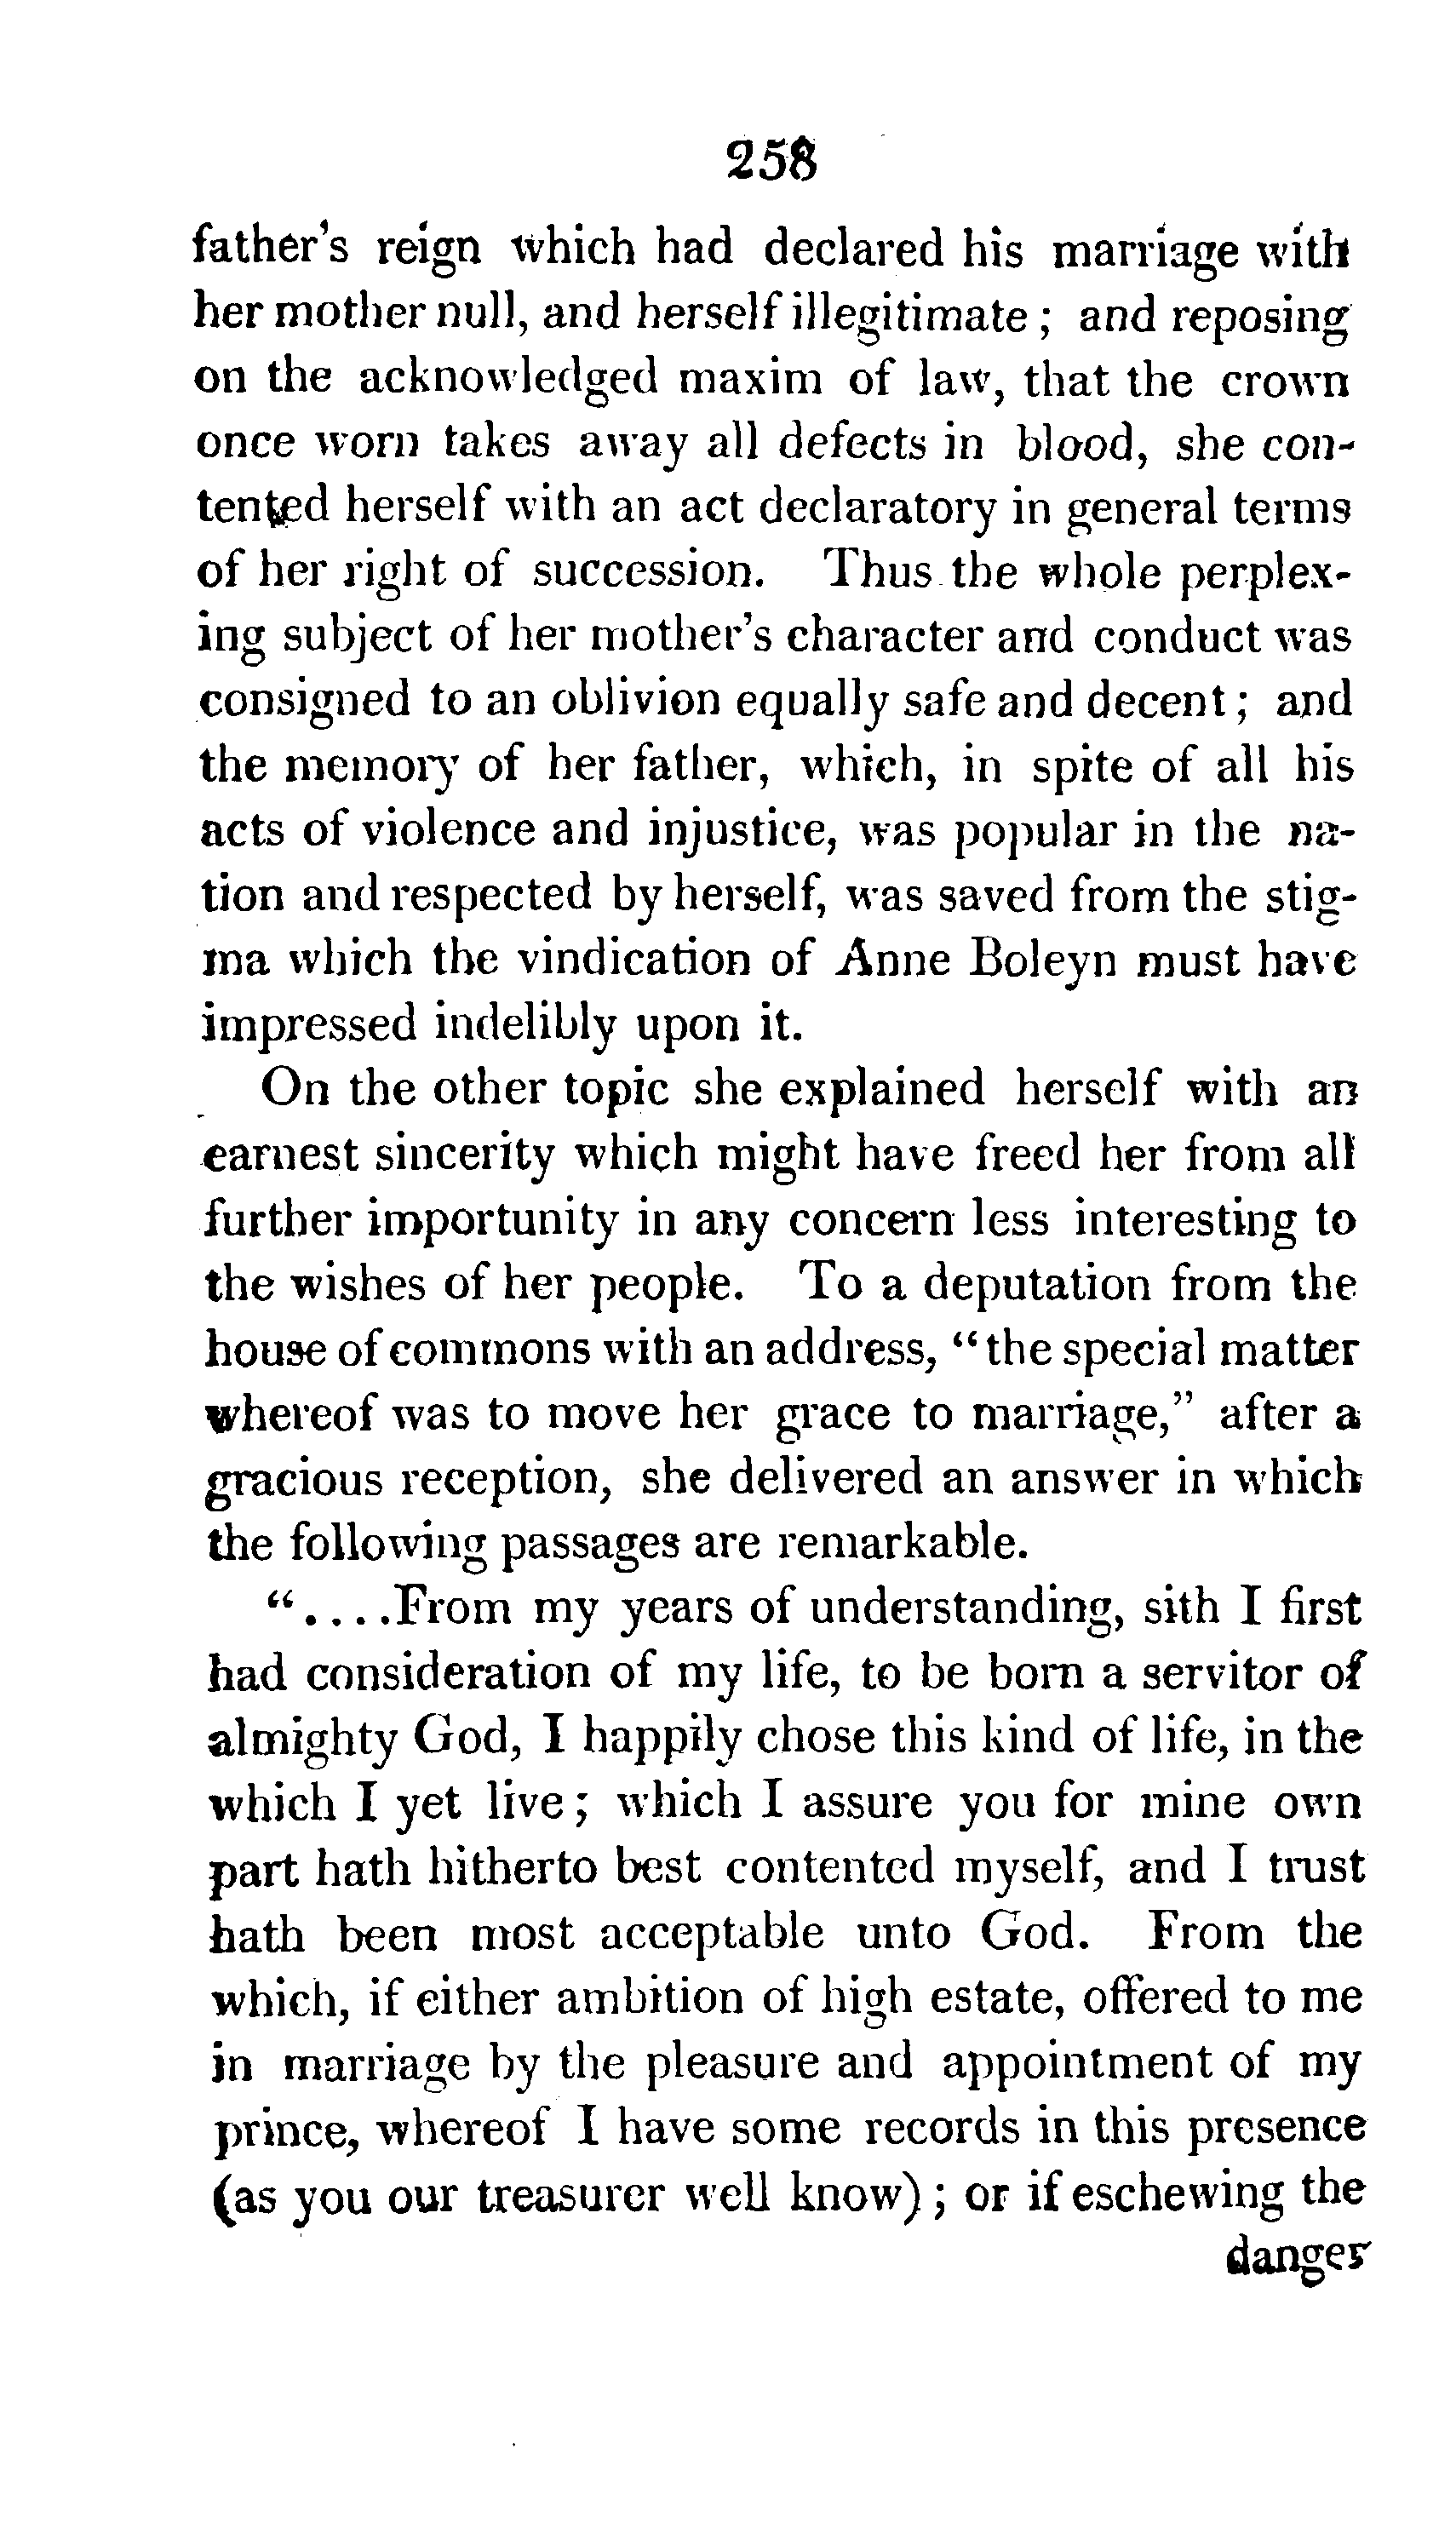 258
father's reign which had declared his marriage with
her mother null, and herself illegitimate ; and reposing
on the acknowledged maxim of law, that the crown
once worn takes away all defects in blood, she con-
tented herself with an act declaratory in general terms
of her right of succession. Thus the whole perplex-
ing subject of her mother's character and conduct was
consigned to an oblivion equally safe and decent ; and
the memory of her father, which, in spite of all his
acts of violence and injustice, was popular in the na-
tion and respected by herself, was saved from the stig-
ma which the vindication of Anne Boleyn must have
impressed indelibly upon it.
On the other topic she explained herself with an
earnest sincerity which might have freed her from all
further importunity in any concern less interesting to
the wishes of her people. To a deputation from the
house of commons with an address, “the special matter
whereof was to move her grace to marriage,” after a
gracious reception, she delivered an answer in which
the following passages are remarkable.
“....From my years of understanding, sith I first
had consideration of my life, to be born a servitor of
almighty God, I happily chose this kind of life, in the
which I yet live ; which I assure you for mine own
part hath hitherto best contented myself, and I trust
hath been most acceptable unto God. From the
which, if either ambition of high estate, offered to me
in marriage by the pleasure and appointment of my
prince, whereof I have some records in this presence
(as you our treasurer well know) ; or if eschewing the
danger